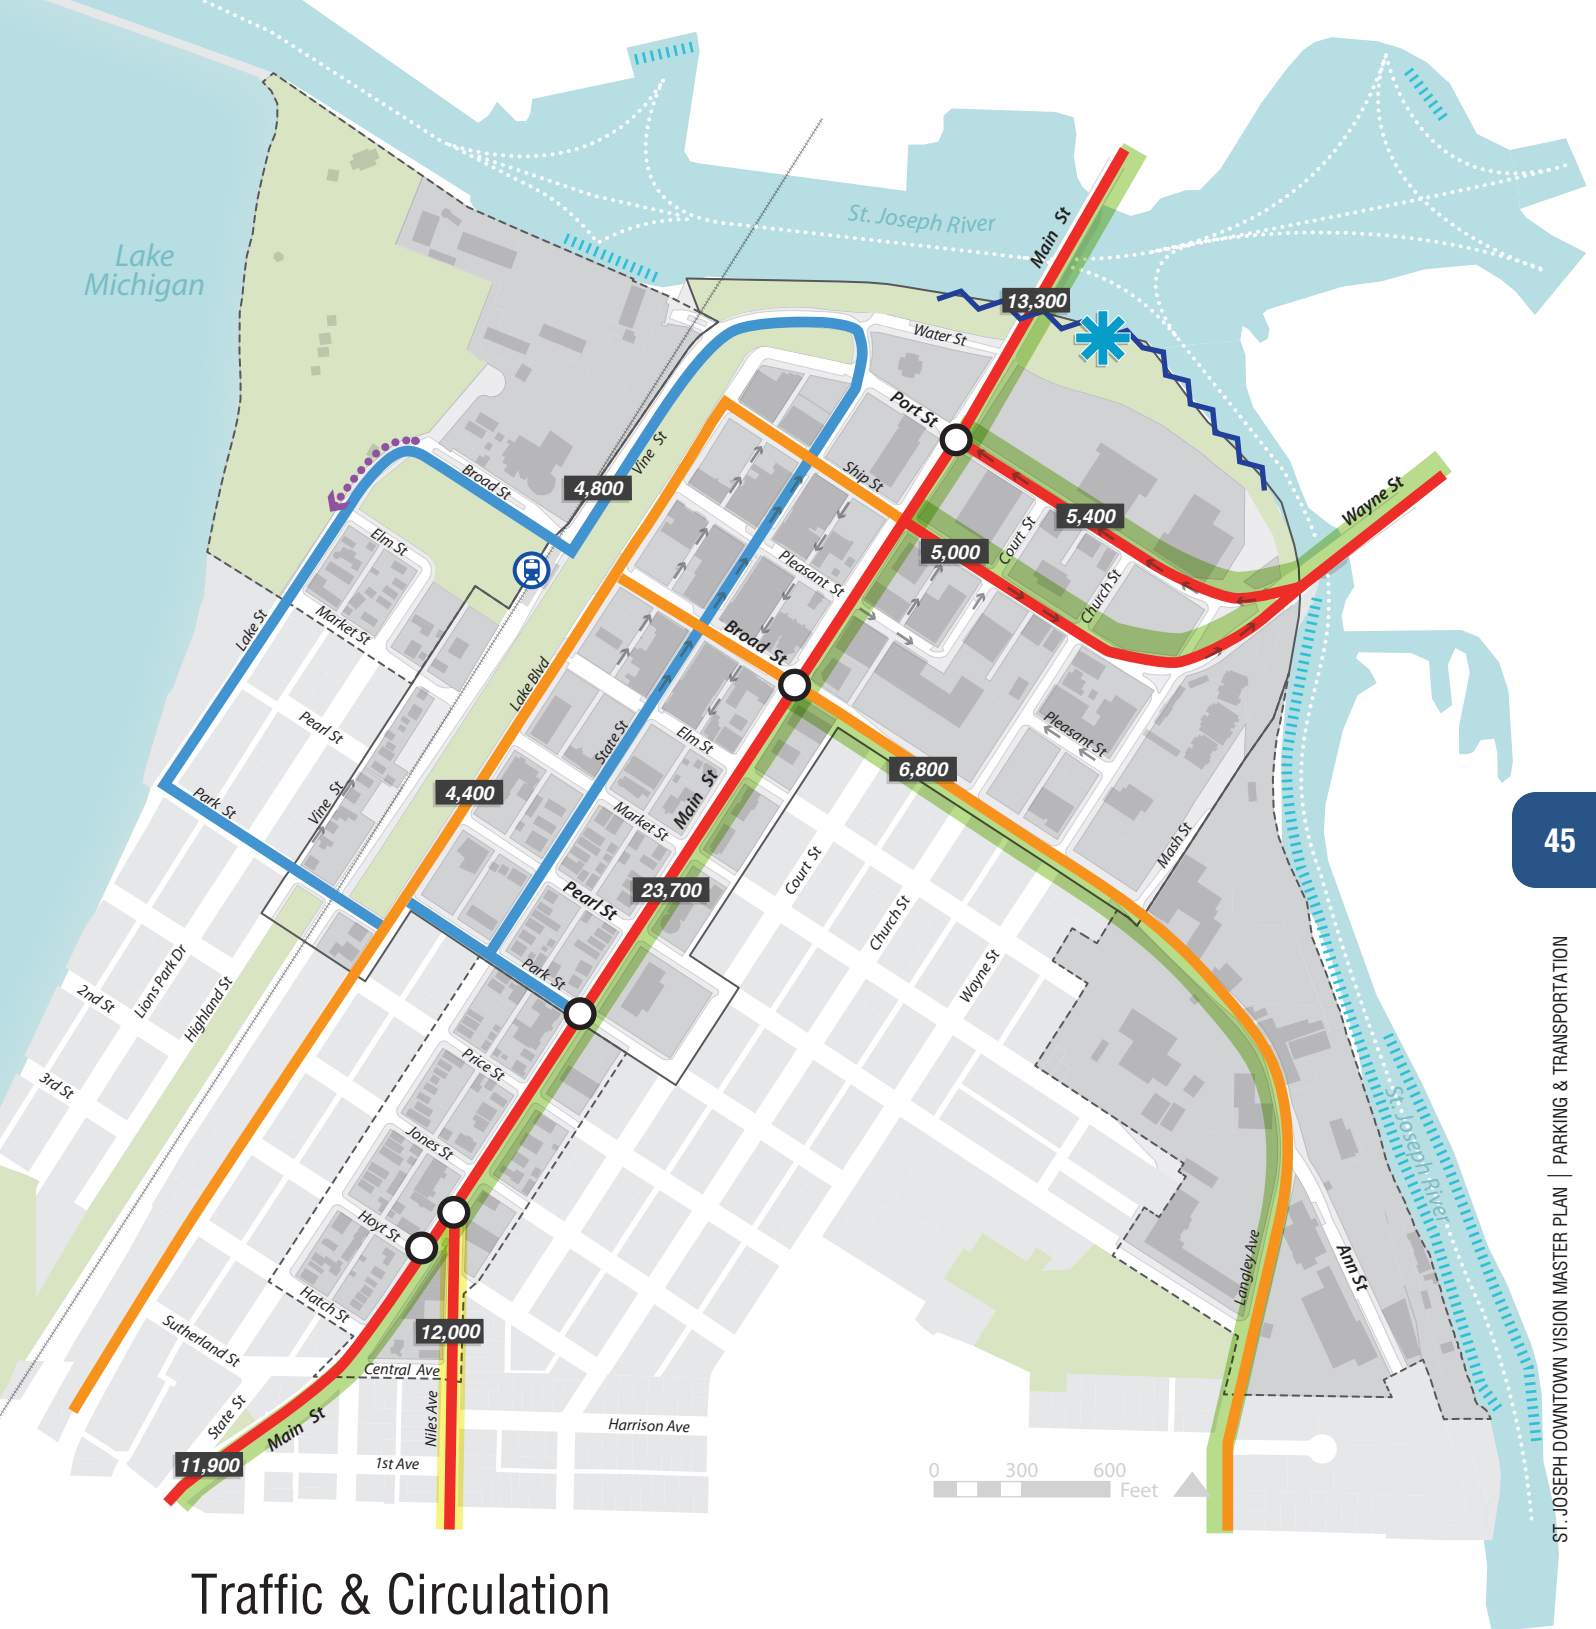 Lake
Michigan
St. Joseph River
Main St
13,300
Water St
Port St
Vine St
4,800
Broad St
Ship St
5,400
Wayne St
5,000
Court St
Elm St
Pleasant St
Church St
Lake St
Market St
Broad St
Lake Blvd
Pearl St
State St
Elm St
Pleasant St
6,800
4,400
Main St
Park St
Vine St
Market St
Mash St
45
Court St
23,700
Pearl St
Church St
Lions Park Dr
Highland St
2nd St
Park St
Wayne St
3rd St
Price St
Jones St
St. Joseph River
Hoyt St
Langley Ave
Ann St
Hatch St
12,000
Sutherland St
Central Ave
State St
Main St
Niles Ave
Harrison Ave
11,900
1st Ave
0 300 600
Feet
ST. JOSEPH DOWNTOWN VISION MASTER PLAN | PARKING & TRANSPORTATION
Traffic & Circulation